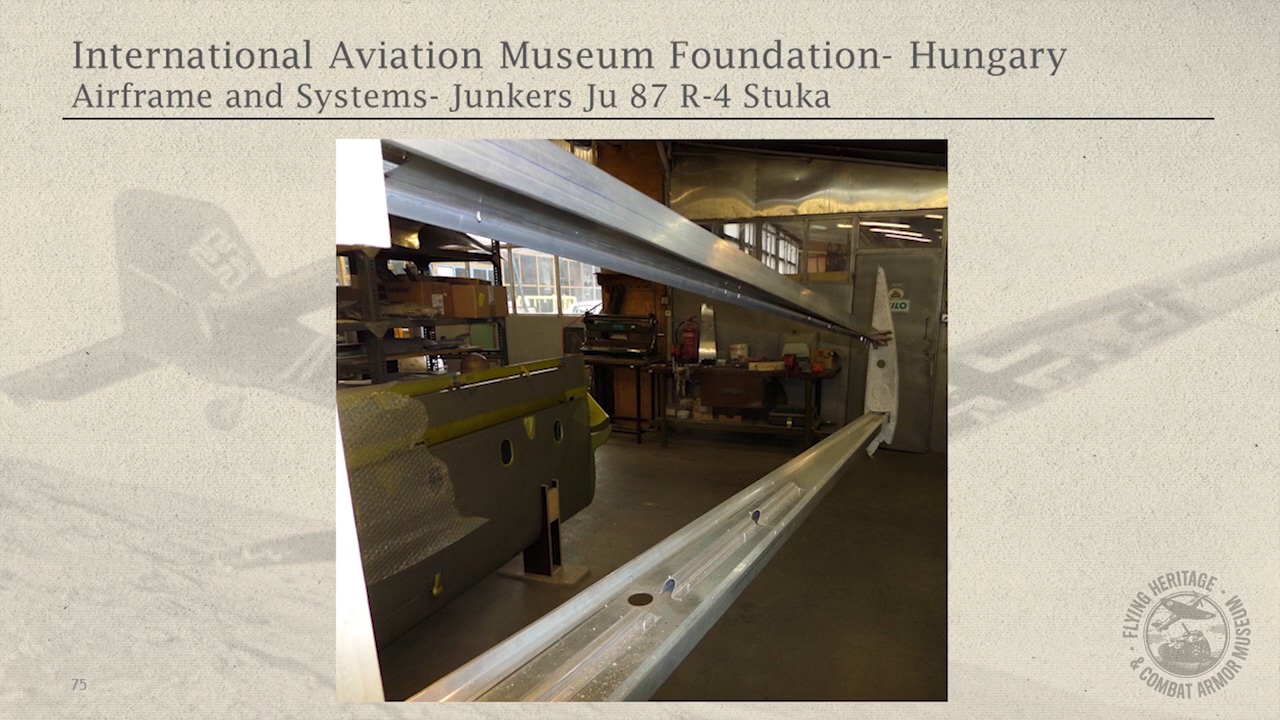 International Aviation Museum Foundation- Hungary
Airframe and Systems- Junkers Ju 87 R-4 Stuka
75
FLYING HERITAGE
& COMBAT ARMOR MUSEUM